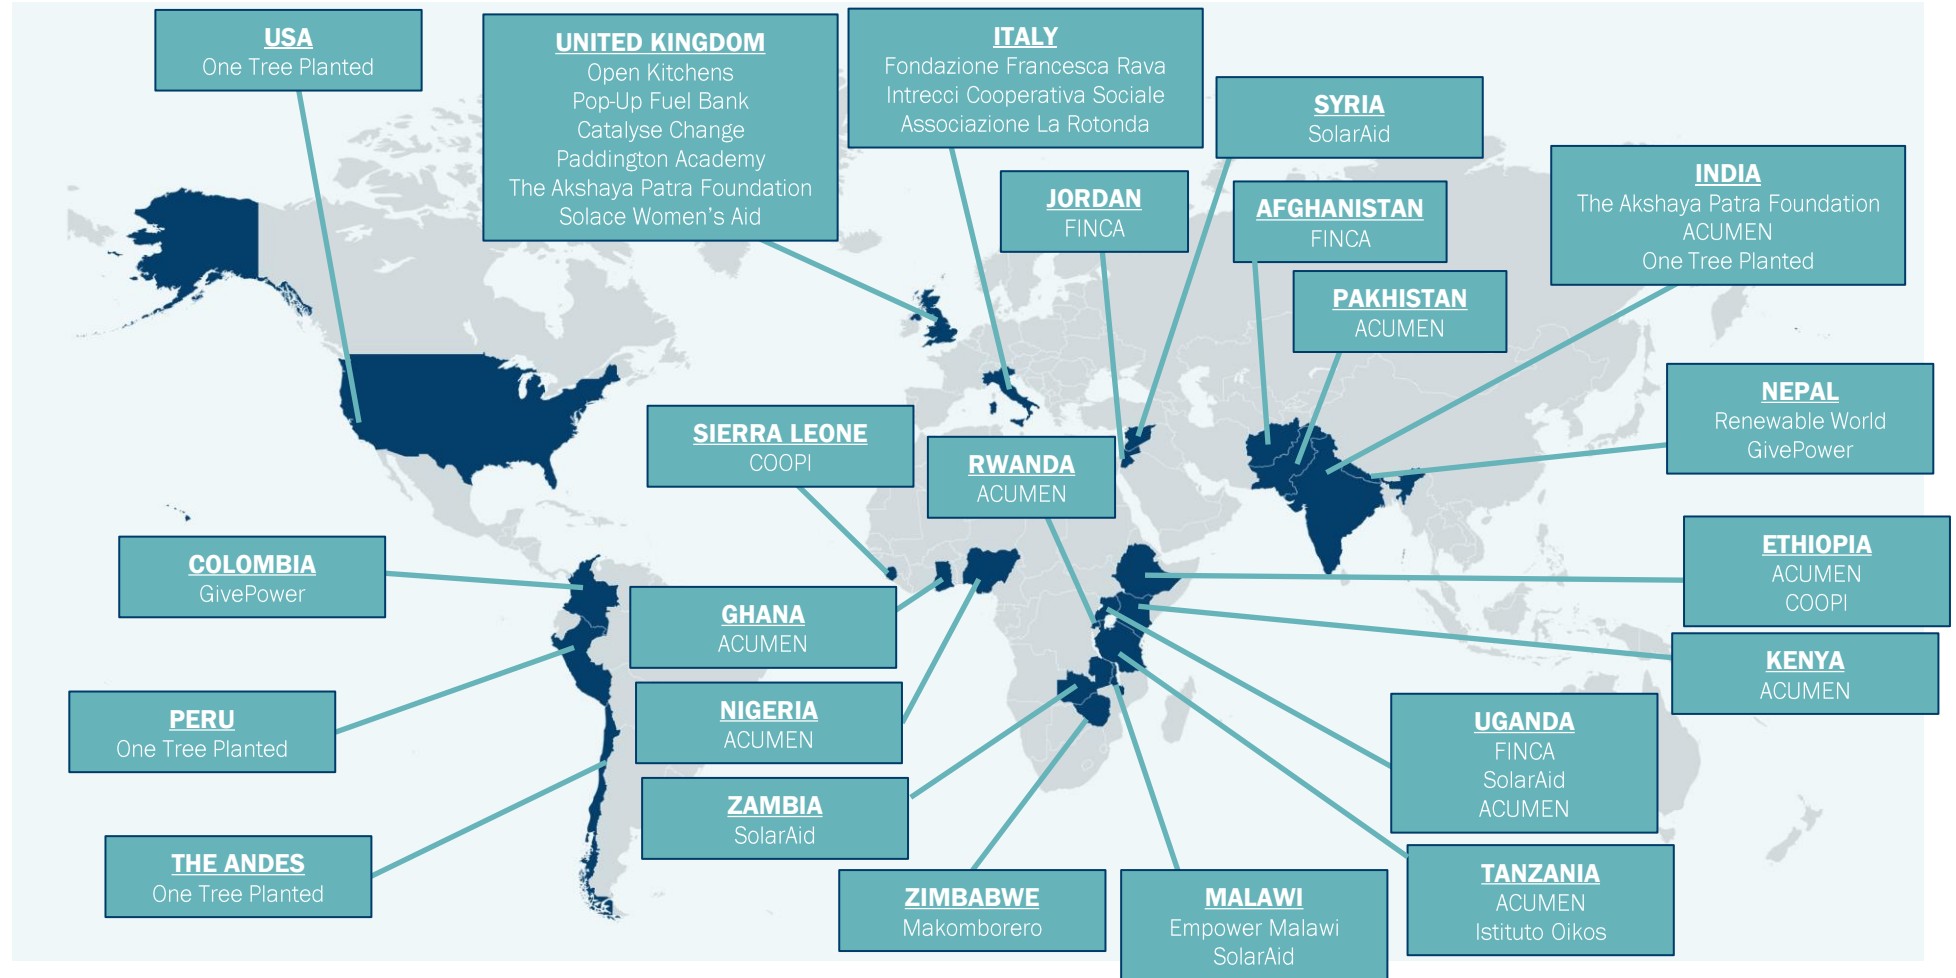 USA
One Tree Planted
UNITED KINGDOM
Open Kitchens
Pop-Up Fuel Bank
Catalyse Change
Paddington Academy
The Akshaya Patra Foundation
Solace Women's Aid
ITALY
Fondazione Francesca Rava
Intrecci Cooperativa Sociale
Associazione La Rotonda
SYRIA
SolarAid
JORDAN
FINCA
AFGHANISTAN
FINCA
INDIA
The Akshaya Patra Foundation
ACUMEN
One Tree Planted
PAKHISTAN
ACUMEN
NEPAL
Renewable World
GivePower
SIERRA LEONE
COOPI
RWANDA
ACUMEN
ETHIOPIA
ACUMEN
COOPI
COLOMBIA
GivePower
GHANA
ACUMEN
KENYA
ACUMEN
PERU
One Tree Planted
NIGERIA
ACUMEN
UGANDA
FINCA
SolarAid
ACUMEN
ZAMBIA
SolarAid
THE ANDES
One Tree Planted
ZIMBABWE
Makomborero
MALAWI
Empower Malawi
SolarAid
TANZANIA
ACUMEN
Istituto Oikos